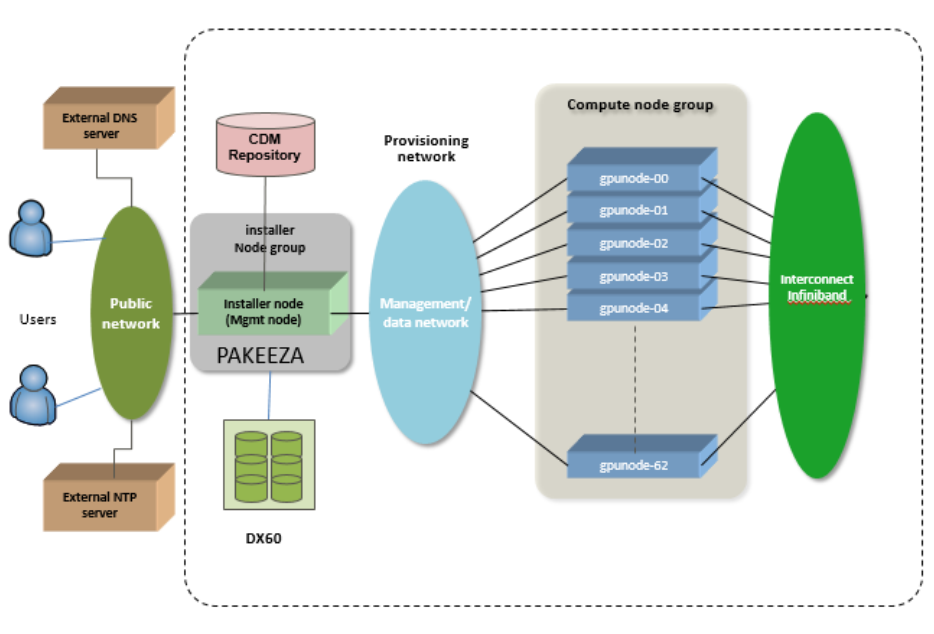 External DNS
server
CDM
Repository
Provisioning
network
Compute node group
gpunode-00
gpunode-01
gpunode-02
gpunode-03
gpunode-04
gpunode-62
installer
Node group
Installer node
(Mgmt node)
PAKEEZA
Public
network
Users
Management/
data network
Interconnect
Infiniband
External NTP
server
DX60